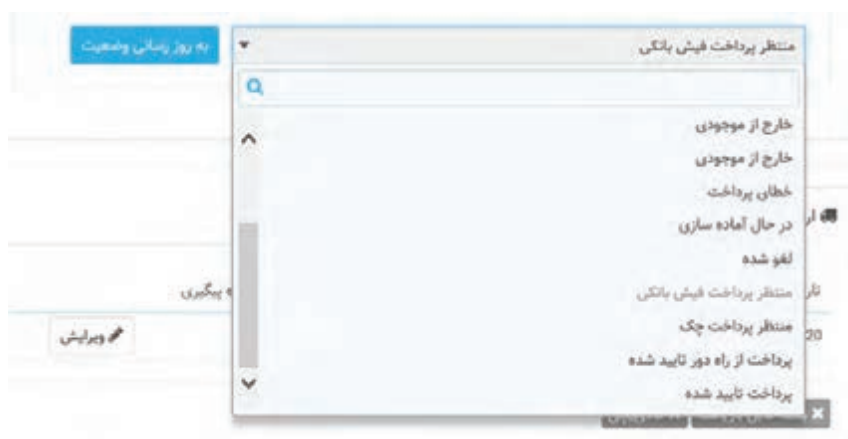 منتظر پرداخت فیش بانکی
به روز رسانی وضعیت
خارج از موجودی
خارج از موجودی
خطای پرداخت
در حال آماده سازی
لغو شده
منتظر پرداخت فیش بانکی
پیگیری
منتظر پرداخت چک
20
ویرایش
پرداخت از راه دور تایید شده
پرداخت تایید شده